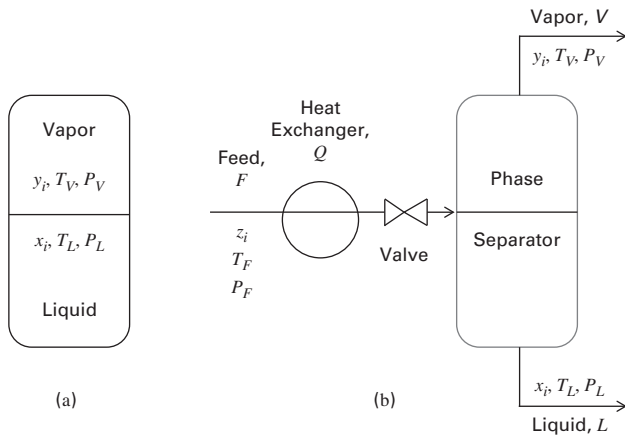 Vapor
y_i, T_V, P_V
x_i, T_L, P_L
Liquid
(a)
Feed,
F
z_i
T_F
P_F
Heat
Exchanger,
Q
Valve
Phase
Separator
Vapor, V
y_i, T_V, P_V
x_i, T_L, P_L
Liquid, L
(b)